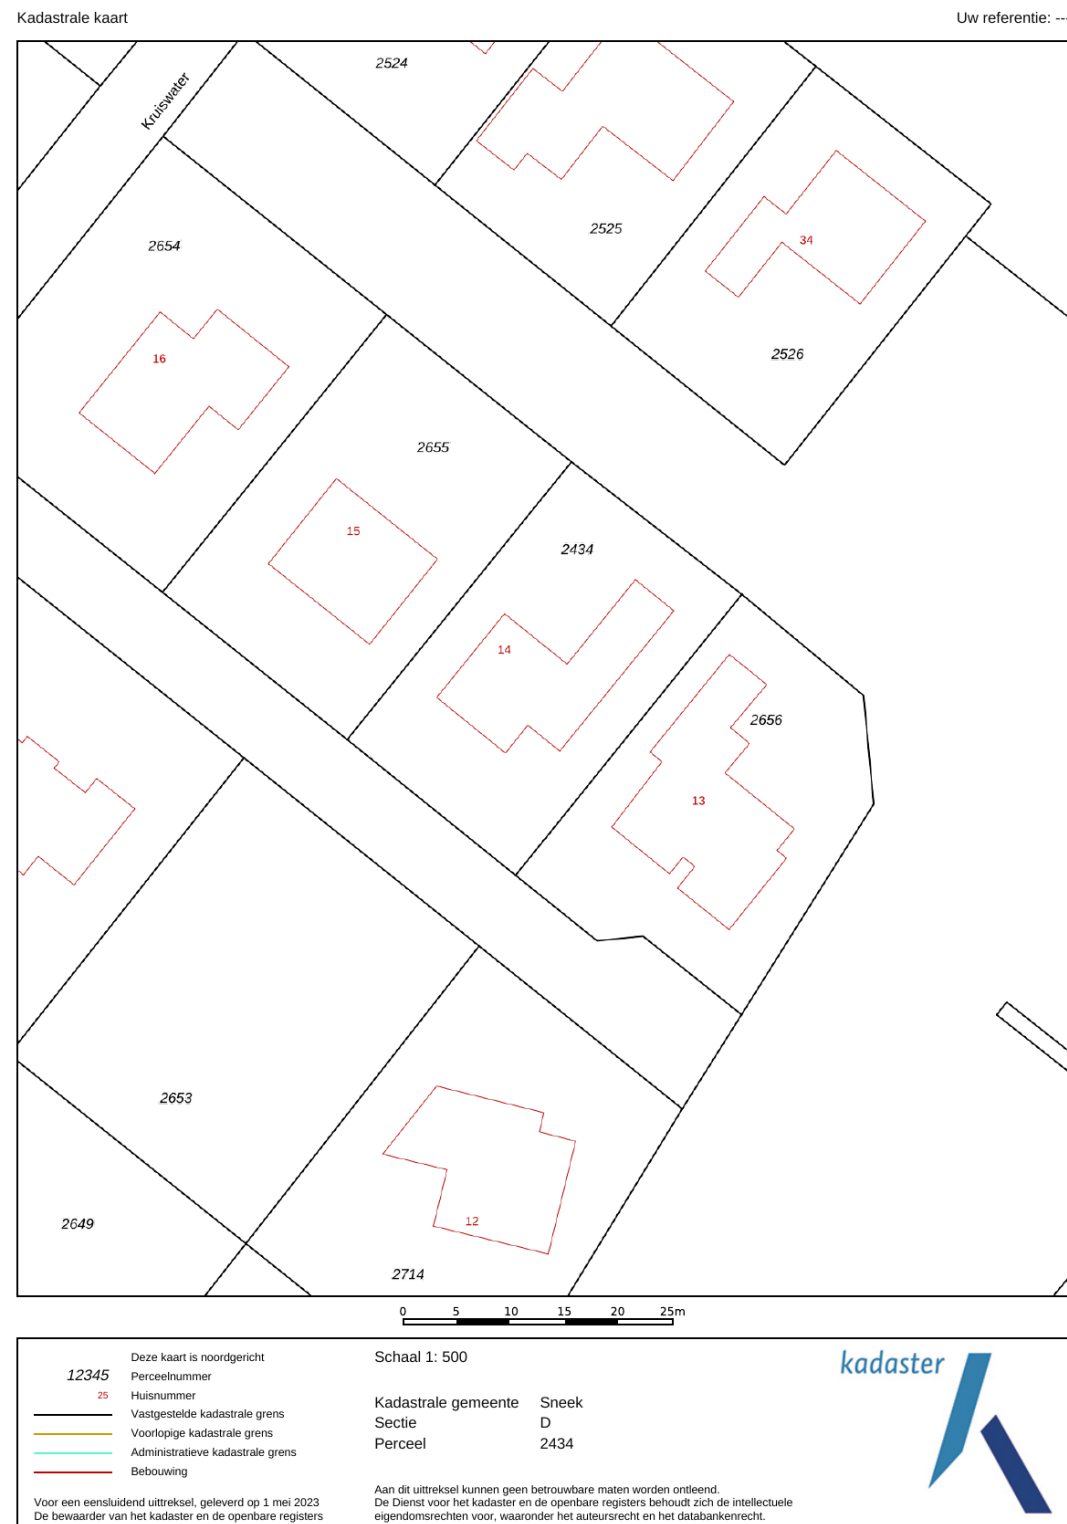 Kadastrale kaart
Uw referentie: --
2524
Kruiswater
2525
34
2654
2526
16
2655
15
2434
14
2656
13
2653
12
2649
2714
0 5 10 15 20 25m
Deze kaart is noordgericht
12345 Perceelnummer
25 Huisnummer
Vastgestelde kadastrale grens
Voorlopige kadastrale grens
Administratieve kadastrale grens
Bebouwing
Voor een eensluidend uittreksel, geleverd op 1 mei 2023
De bewaarder van het kadaster en de openbare registers
Schaal 1: 500
Kadastrale gemeente Sneek
Sectie D
Perceel 2434
Aan dit uittreksel kunnen geen betrouwbare maten worden ontleend.
De Dienst voor het kadaster en de openbare registers behoudt zich de intellectuele
eigendomsrechten voor, waaronder het auteursrecht en het databankenrecht.
kadaster